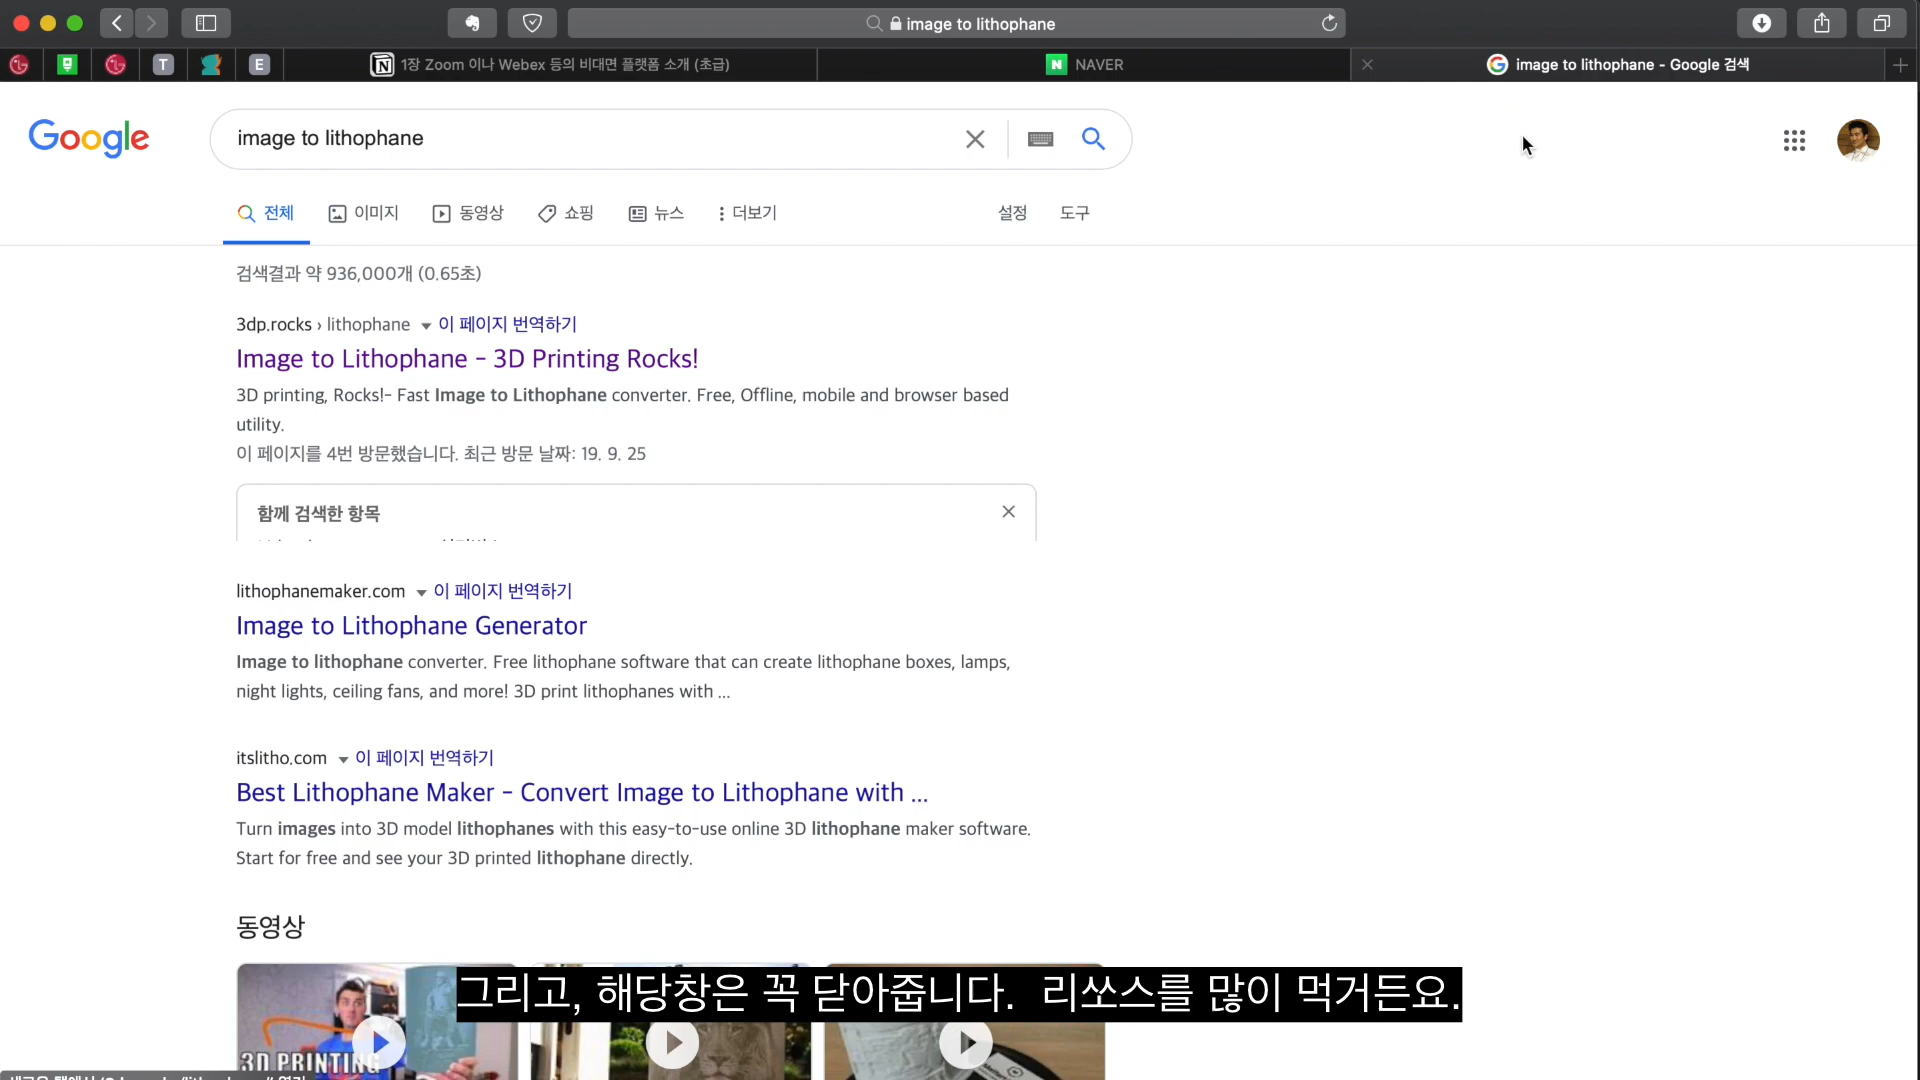 image to lithophane
T
E
1장 Zoom 이나 Webex 등의 비대면 플랫폼 소개 (초급)
N NAVER
image to lithophane - Google 검색
Google
image to lithophane
전체
이미지
동영상
쇼핑
뉴스
더보기
설정
도구
검색결과 약 936,000개 (0.65초)
3dp.rocks › lithophane 이 페이지 번역하기
Image to Lithophane - 3D Printing Rocks!
3D printing, Rocks!- Fast Image to Lithophane converter. Free, Offline, mobile and browser based
utility.
이 페이지를 4번 방문했습니다. 최근 방문 날짜: 19. 9. 25
함께 검색한 항목
lithophanemaker.com 이 페이지 번역하기
Image to Lithophane Generator
Image to lithophane converter. Free lithophane software that can create lithophane boxes, lamps,
night lights, ceiling fans, and more! 3D print lithophanes with ...
itslitho.com 이 페이지 번역하기
Best Lithophane Maker - Convert Image to Lithophane with ...
Turn images into 3D model lithophanes with this easy-to-use online 3D lithophane maker software.
Start for free and see your 3D printed lithophane directly.
동영상
그리고, 해당창은 꼭 닫아줍니다. 리쏘스를 많이 먹거든요.
3D PRINTING